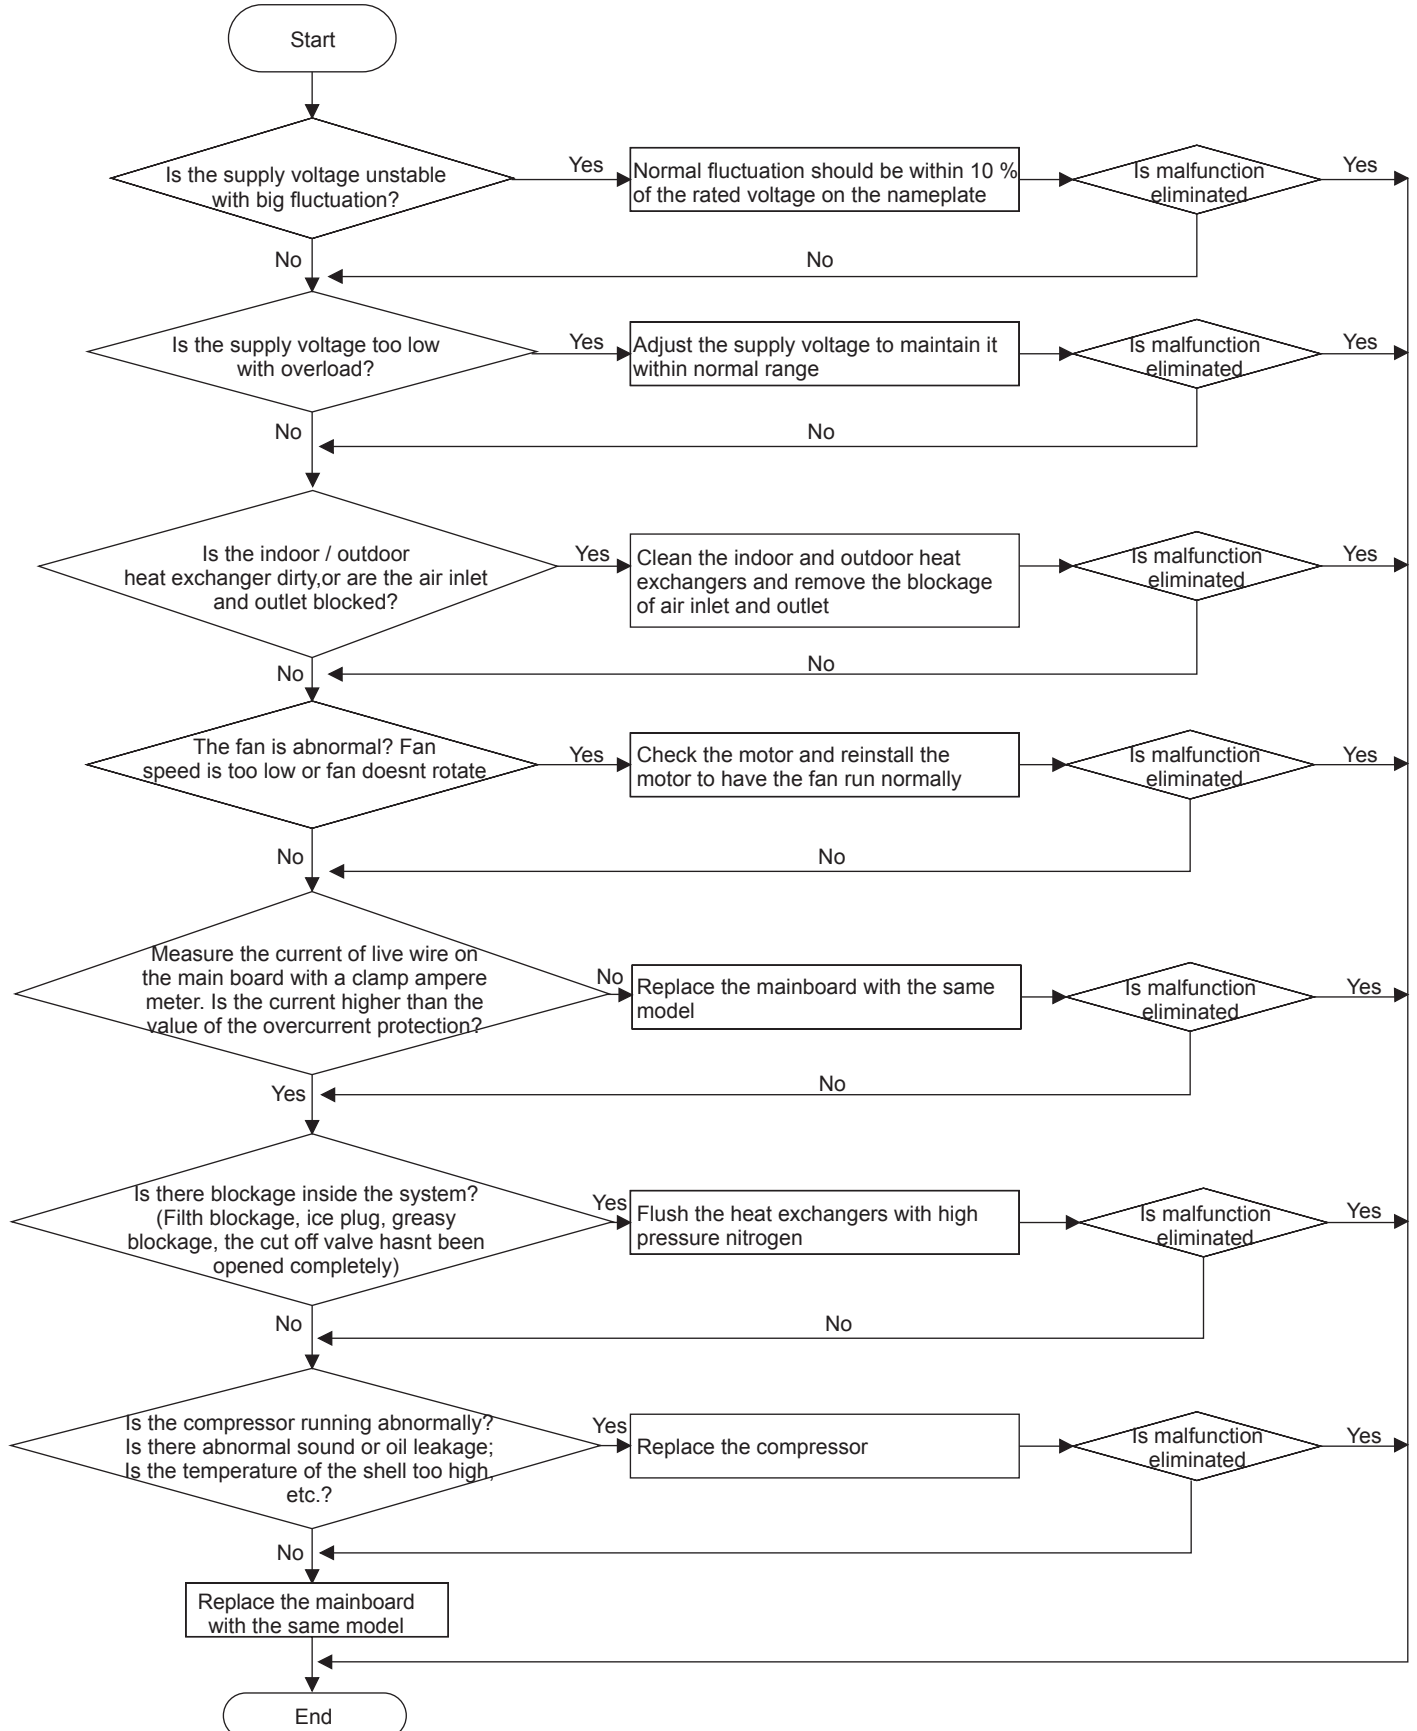 Start
Is the supply voltage unstable
with big fluctuation?
Yes
Normal fluctuation should be within 10 %
of the rated voltage on the nameplate
Is malfunction
eliminated
Yes
No
No
Is the supply voltage too low
with overload?
Yes
Adjust the supply voltage to maintain it
within normal range
Is malfunction
eliminated
Yes
No
No
Is the indoor / outdoor
heat exchanger dirty,or are the air inlet
and outlet blocked?
Yes
Clean the indoor and outdoor heat
exchangers and remove the blockage
of air inlet and outlet
Is malfunction
eliminated
Yes
No
No
The fan is abnormal? Fan
speed is too low or fan doesnt rotate
Yes
Check the motor and reinstall the
motor to have the fan run normally
Is malfunction
eliminated
Yes
No
No
Measure the current of live wire on
the main board with a clamp ampere
meter. Is the current higher than the
value of the overcurrent protection?
No
Replace the mainboard with the same
model
Is malfunction
eliminated
Yes
Yes
No
Is there blockage inside the system?
(Filth blockage, ice plug, greasy
blockage, the cut off valve hasnt been
opened completely)
Yes
Flush the heat exchangers with high
pressure nitrogen
Is malfunction
eliminated
Yes
No
No
Is the compressor running abnormally?
Is there abnormal sound or oil leakage;
Is the temperature of the shell too high,
etc.?
Yes
Replace the compressor
Is malfunction
eliminated
Yes
No
Replace the mainboard
with the same model
End